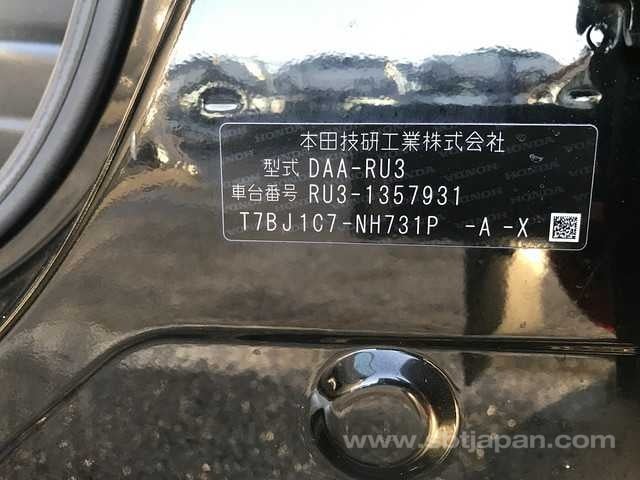 本田技研工業株式会社
型式 DAA-RU3
車台番号 RU3-1357931
T7BJ1C7-NH731P -A -X
www.sbtjapan.com